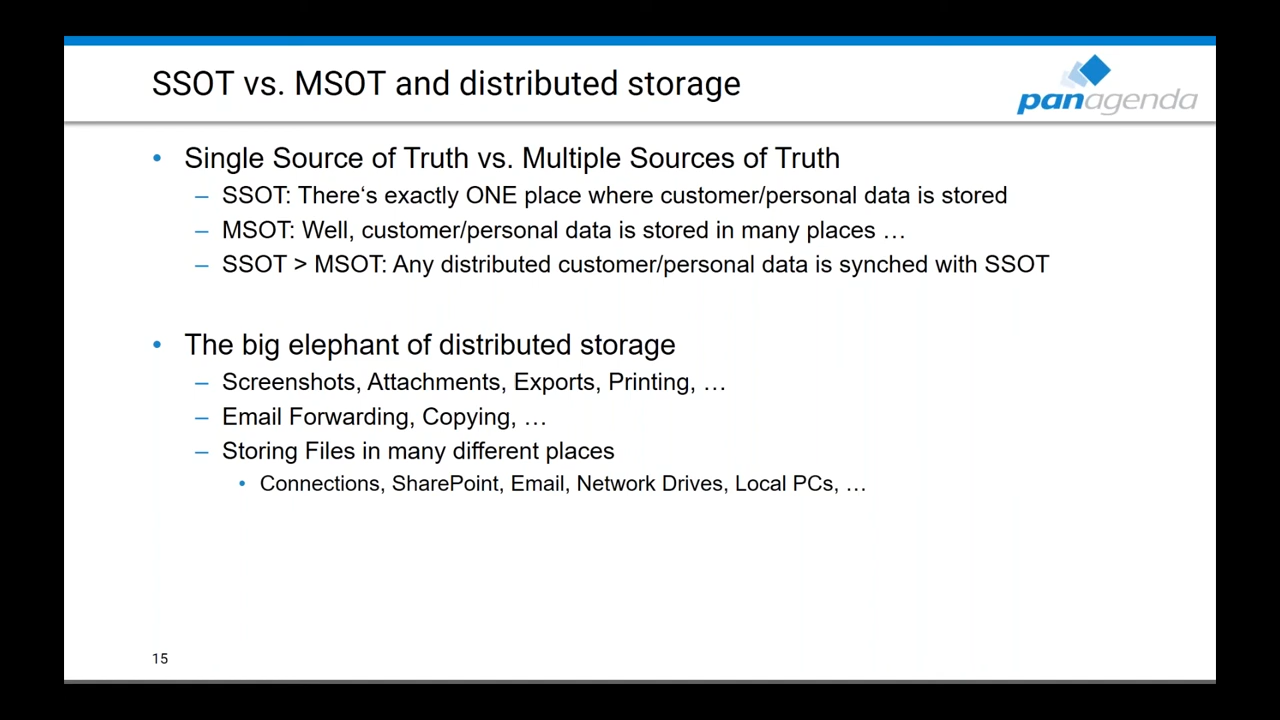 SSOT vs. MSOT and distributed storage
panagenda
• Single Source of Truth vs. Multiple Sources of Truth
– SSOT: There‘s exactly ONE place where customer/personal data is stored
– MSOT: Well, customer/personal data is stored in many places …
– SSOT > MSOT: Any distributed customer/personal data is synched with SSOT
• The big elephant of distributed storage
– Screenshots, Attachments, Exports, Printing, …
– Email Forwarding, Copying, …
– Storing Files in many different places
• Connections, SharePoint, Email, Network Drives, Local PCs, …
15